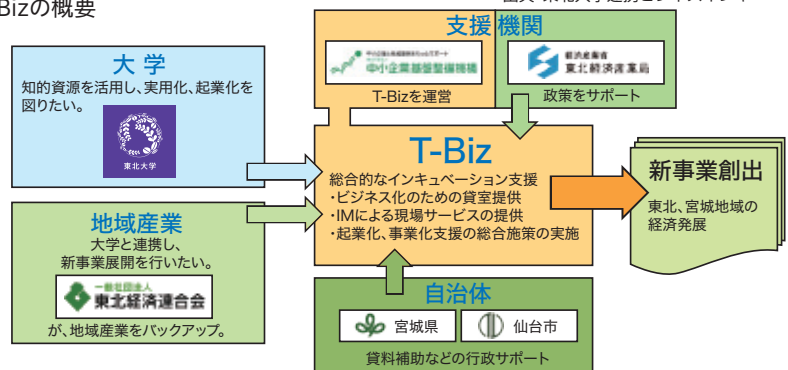 Bizの概要
大 学
知的資源を活用し、実用化、起業化を
図りたい。
東北大学
地域産業
大学と連携し、
新事業展開を行いたい。
一般社団法人
東北経済連合会
が、地域産業をバックアップ。
支援機関
中小企業基盤整備機構
T-Bizを運営
経済産業省
東北経済産業局
政策をサポート
T-Biz
総合的なインキュベーション支援
・ビジネス化のための貸室提供
・IMによる現場サービスの提供
・起業化、事業化支援の総合施策の実施
自治体
宮城県
仙台市
賃料補助などの行政サポート
新事業創出
東北、宮城地域の
経済発展